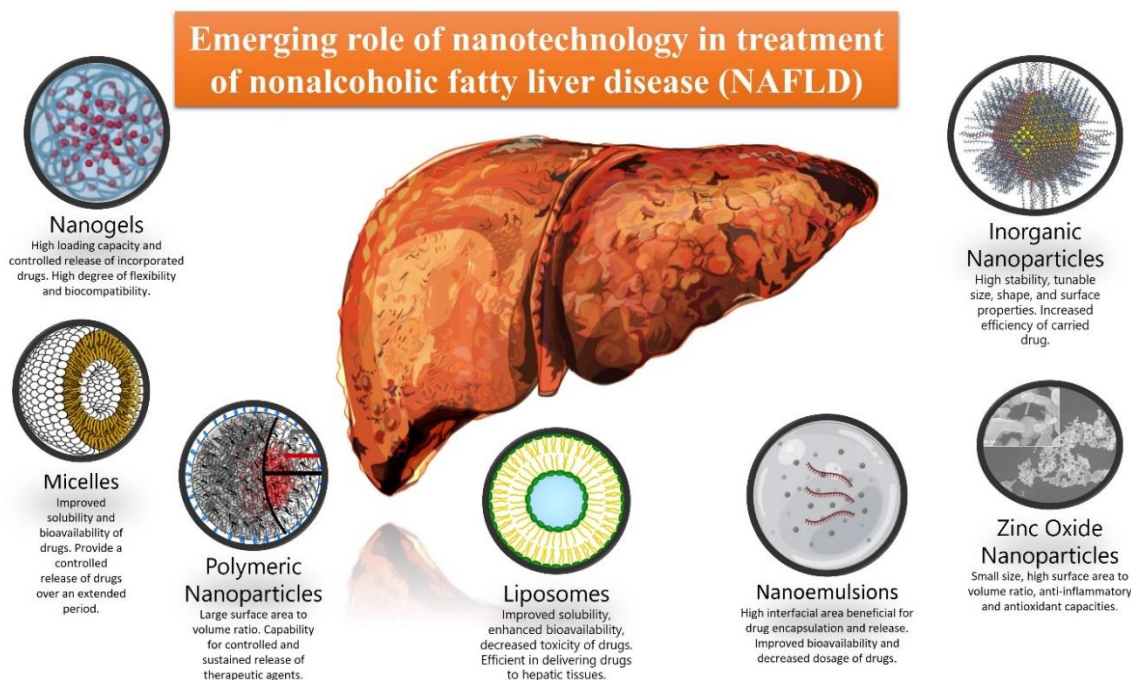 Emerging role of nanotechnology in treatment
of nonalcoholic fatty liver disease (NAFLD)
Nanogels
High loading capacity and
controlled release of incorporated
drugs. High degree of flexibility
and biocompatibility.
Micelles
Improved
solubility and
bioavailability of
drugs. Provide a
controlled
release of drugs
over an extended
period.
Polymeric
Nanoparticles
Large surface area to
volume ratio. Capability
for controlled and
sustained release of
therapeutic agents.
Liposomes
Improved solubility,
enhanced bioavailability,
decreased toxicity of drugs.
Efficient in delivering drugs
to hepatic tissues.
Nanoemulsions
High interfacial area beneficial for
drug encapsulation and release.
Improved bioavailability and
decreased dosage of drugs.
Inorganic
Nanoparticles
High stability, tunable
size, shape, and surface
properties. Increased
efficiency of carried
drug.
Zinc Oxide
Nanoparticles
Small size, high surface area to
volume ratio, anti-inflammatory
and antioxidant capacities.